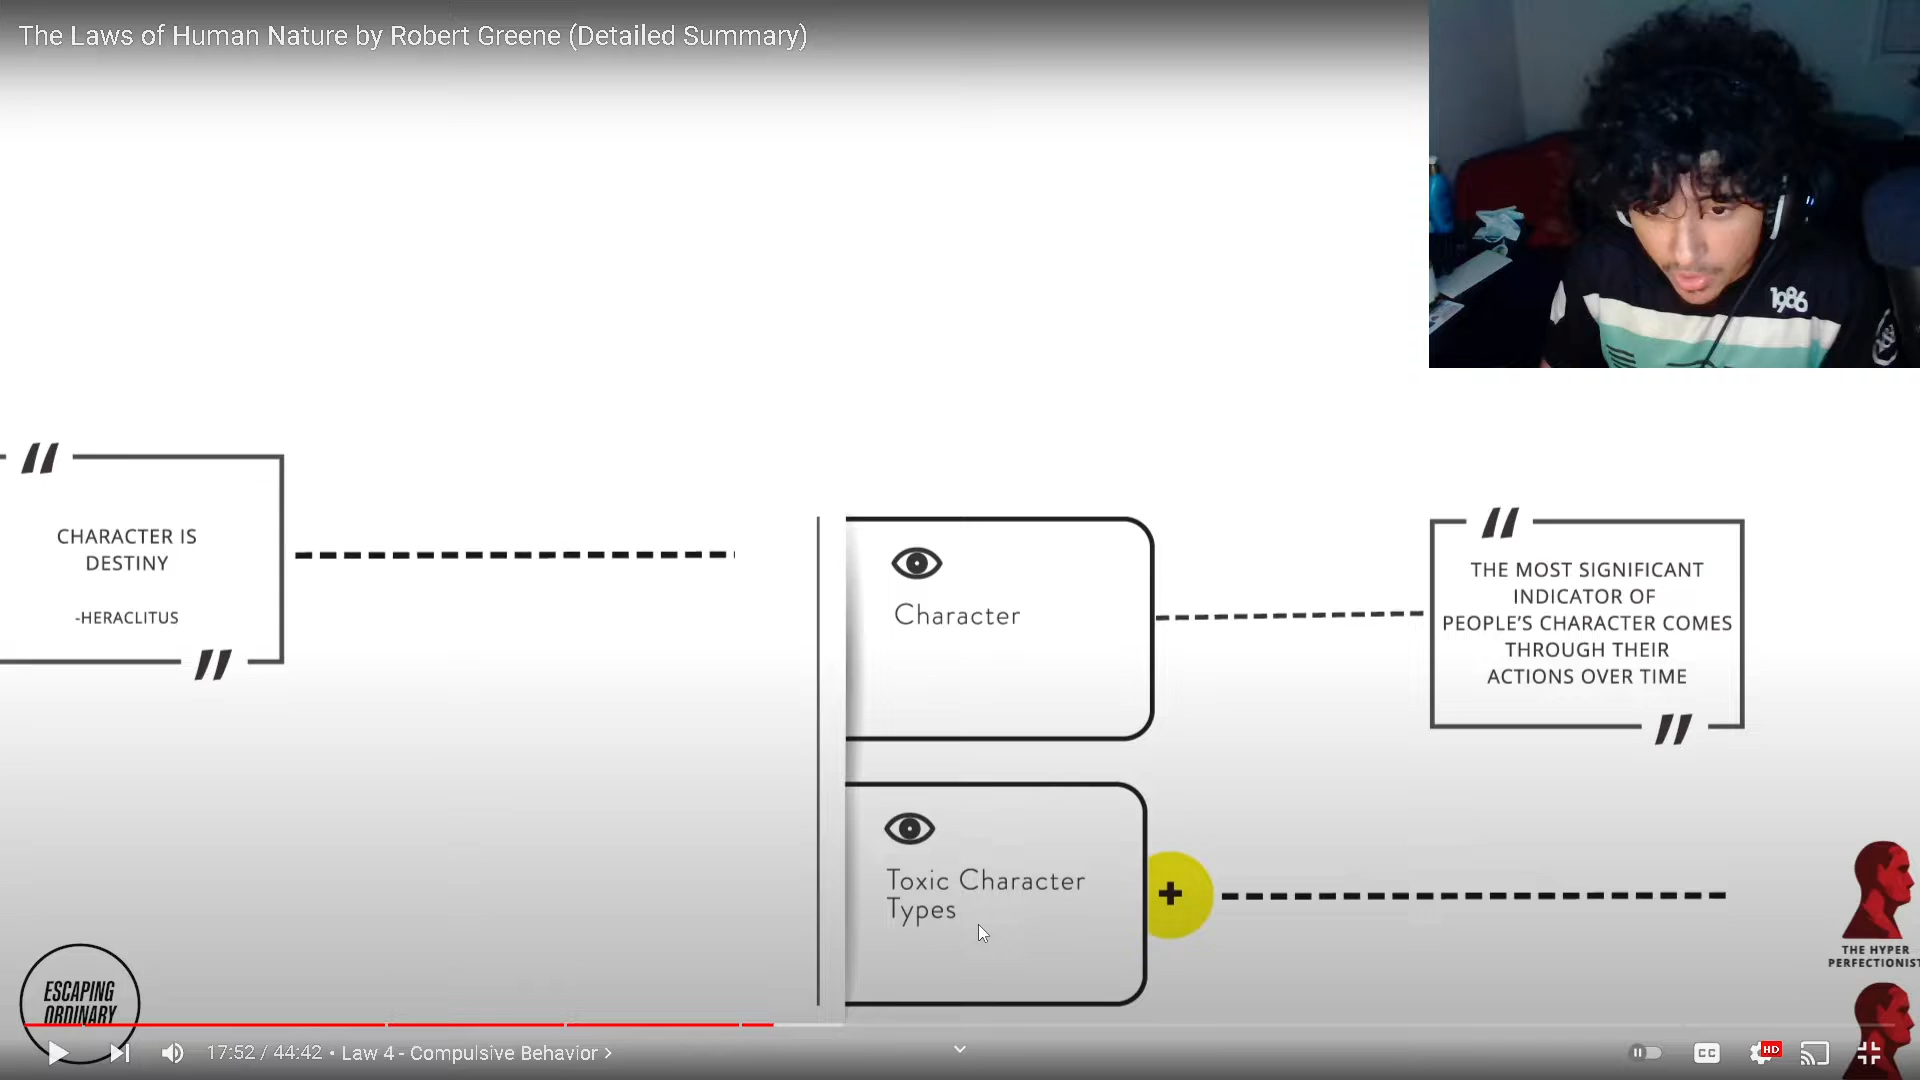 The Laws of Human Nature by Robert Greene (Detailed Summary)
1986
CHARACTER IS
DESTINY
-HERACLITUS
Character
THE MOST SIGNIFICANT
INDICATOR OF
PEOPLE'S CHARACTER COMES
THROUGH THEIR
ACTIONS OVER TIME
Toxic Character
Types
THE HYPER
PERFECTIONIST
ESCAPING
ORDINARY
17:52 / 44:42 • Law 4 - Compulsive Behavior
CC
HD